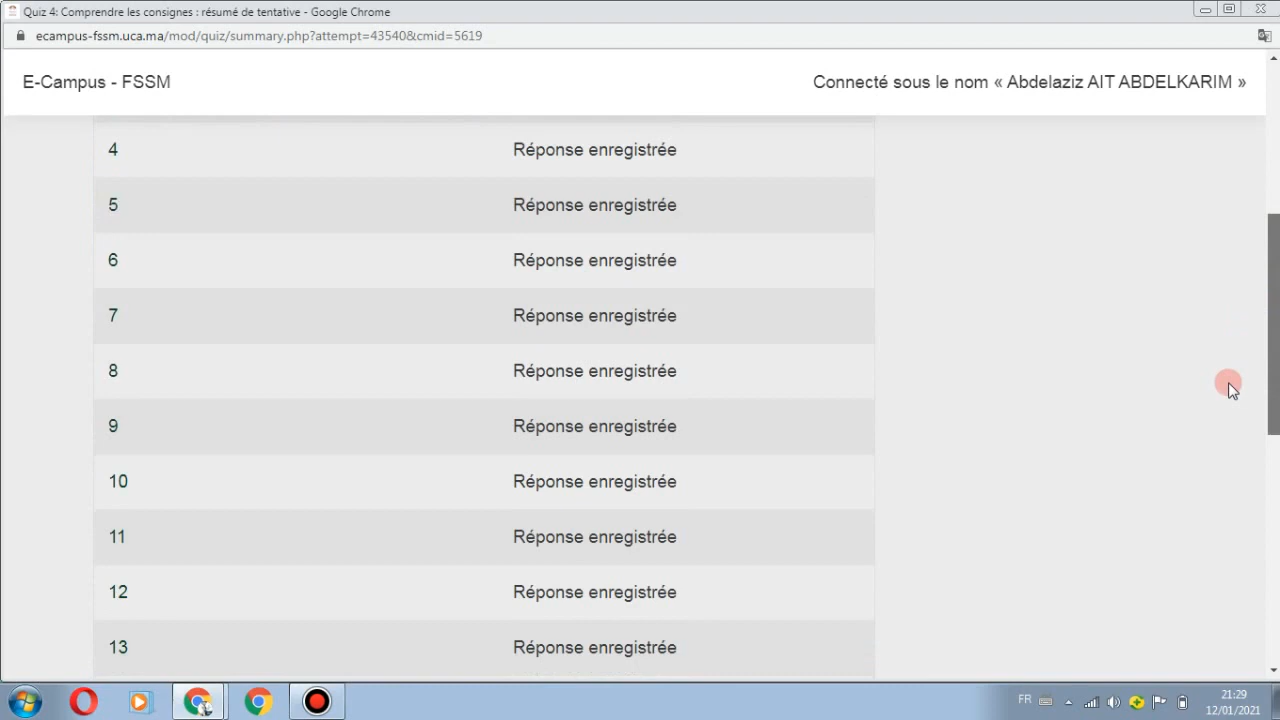 Quiz 4: Comprendre les consignes : résumé de tentative - Google Chrome
ecampus-fssm.uca.ma/mod/quiz/summary.php?attempt=43540&cmid=5619
E-Campus - FSSM Connecté sous le nom « Abdelaziz AIT ABDELKARIM »
4 Réponse enregistrée
5 Réponse enregistrée
6 Réponse enregistrée
7 Réponse enregistrée
8 Réponse enregistrée
9 Réponse enregistrée
10 Réponse enregistrée
11 Réponse enregistrée
12 Réponse enregistrée
13 Réponse enregistrée
FR 21:29
12/01/2021